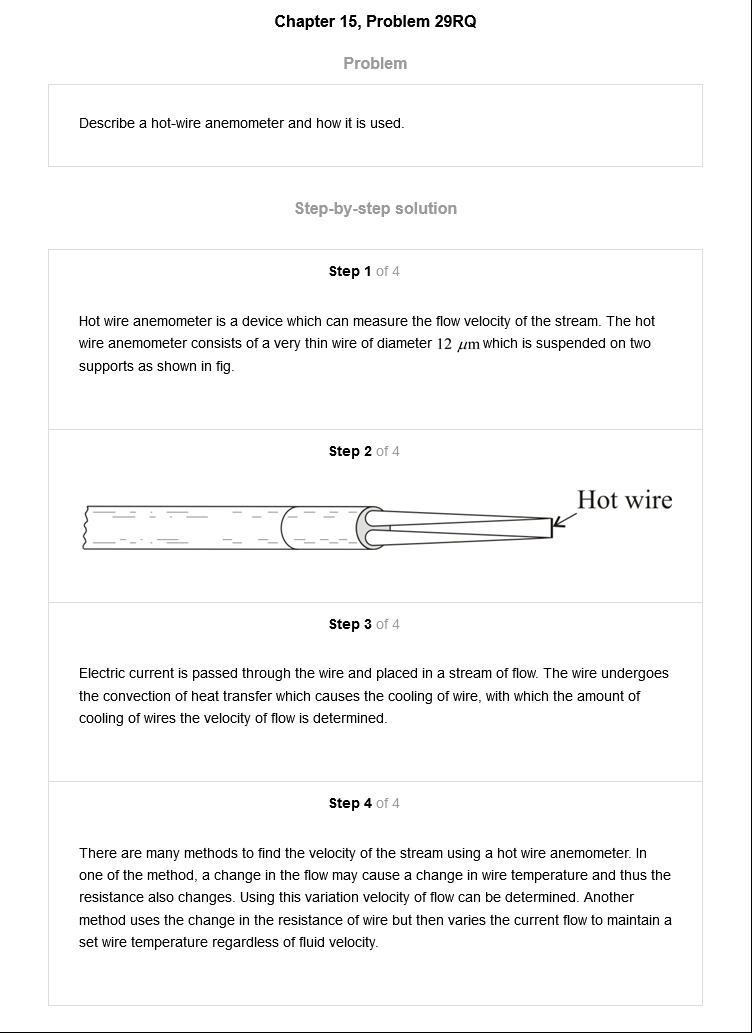 Chapter 15, Problem 29RQ
Problem
Describe a hot-wire anemometer and how it is used.
Step-by-step solution
Step 1 of 4
Hot wire anemometer is a device which can measure the flow velocity of the stream. The hot
wire anemometer consists of a very thin wire of diameter 12 μm which is suspended on two
supports as shown in fig.
Step 2 of 4
Hot wire
Step 3 of 4
Electric current is passed through the wire and placed in a stream of flow. The wire undergoes
the convection of heat transfer which causes the cooling of wire, with which the amount of
cooling of wires the velocity of flow is determined.
Step 4 of 4
There are many methods to find the velocity of the stream using a hot wire anemometer. In
one of the method, a change in the flow may cause a change in wire temperature and thus the
resistance also changes. Using this variation velocity of flow can be determined. Another
method uses the change in the resistance of wire but then varies the current flow to maintain a
set wire temperature regardless of fluid velocity.